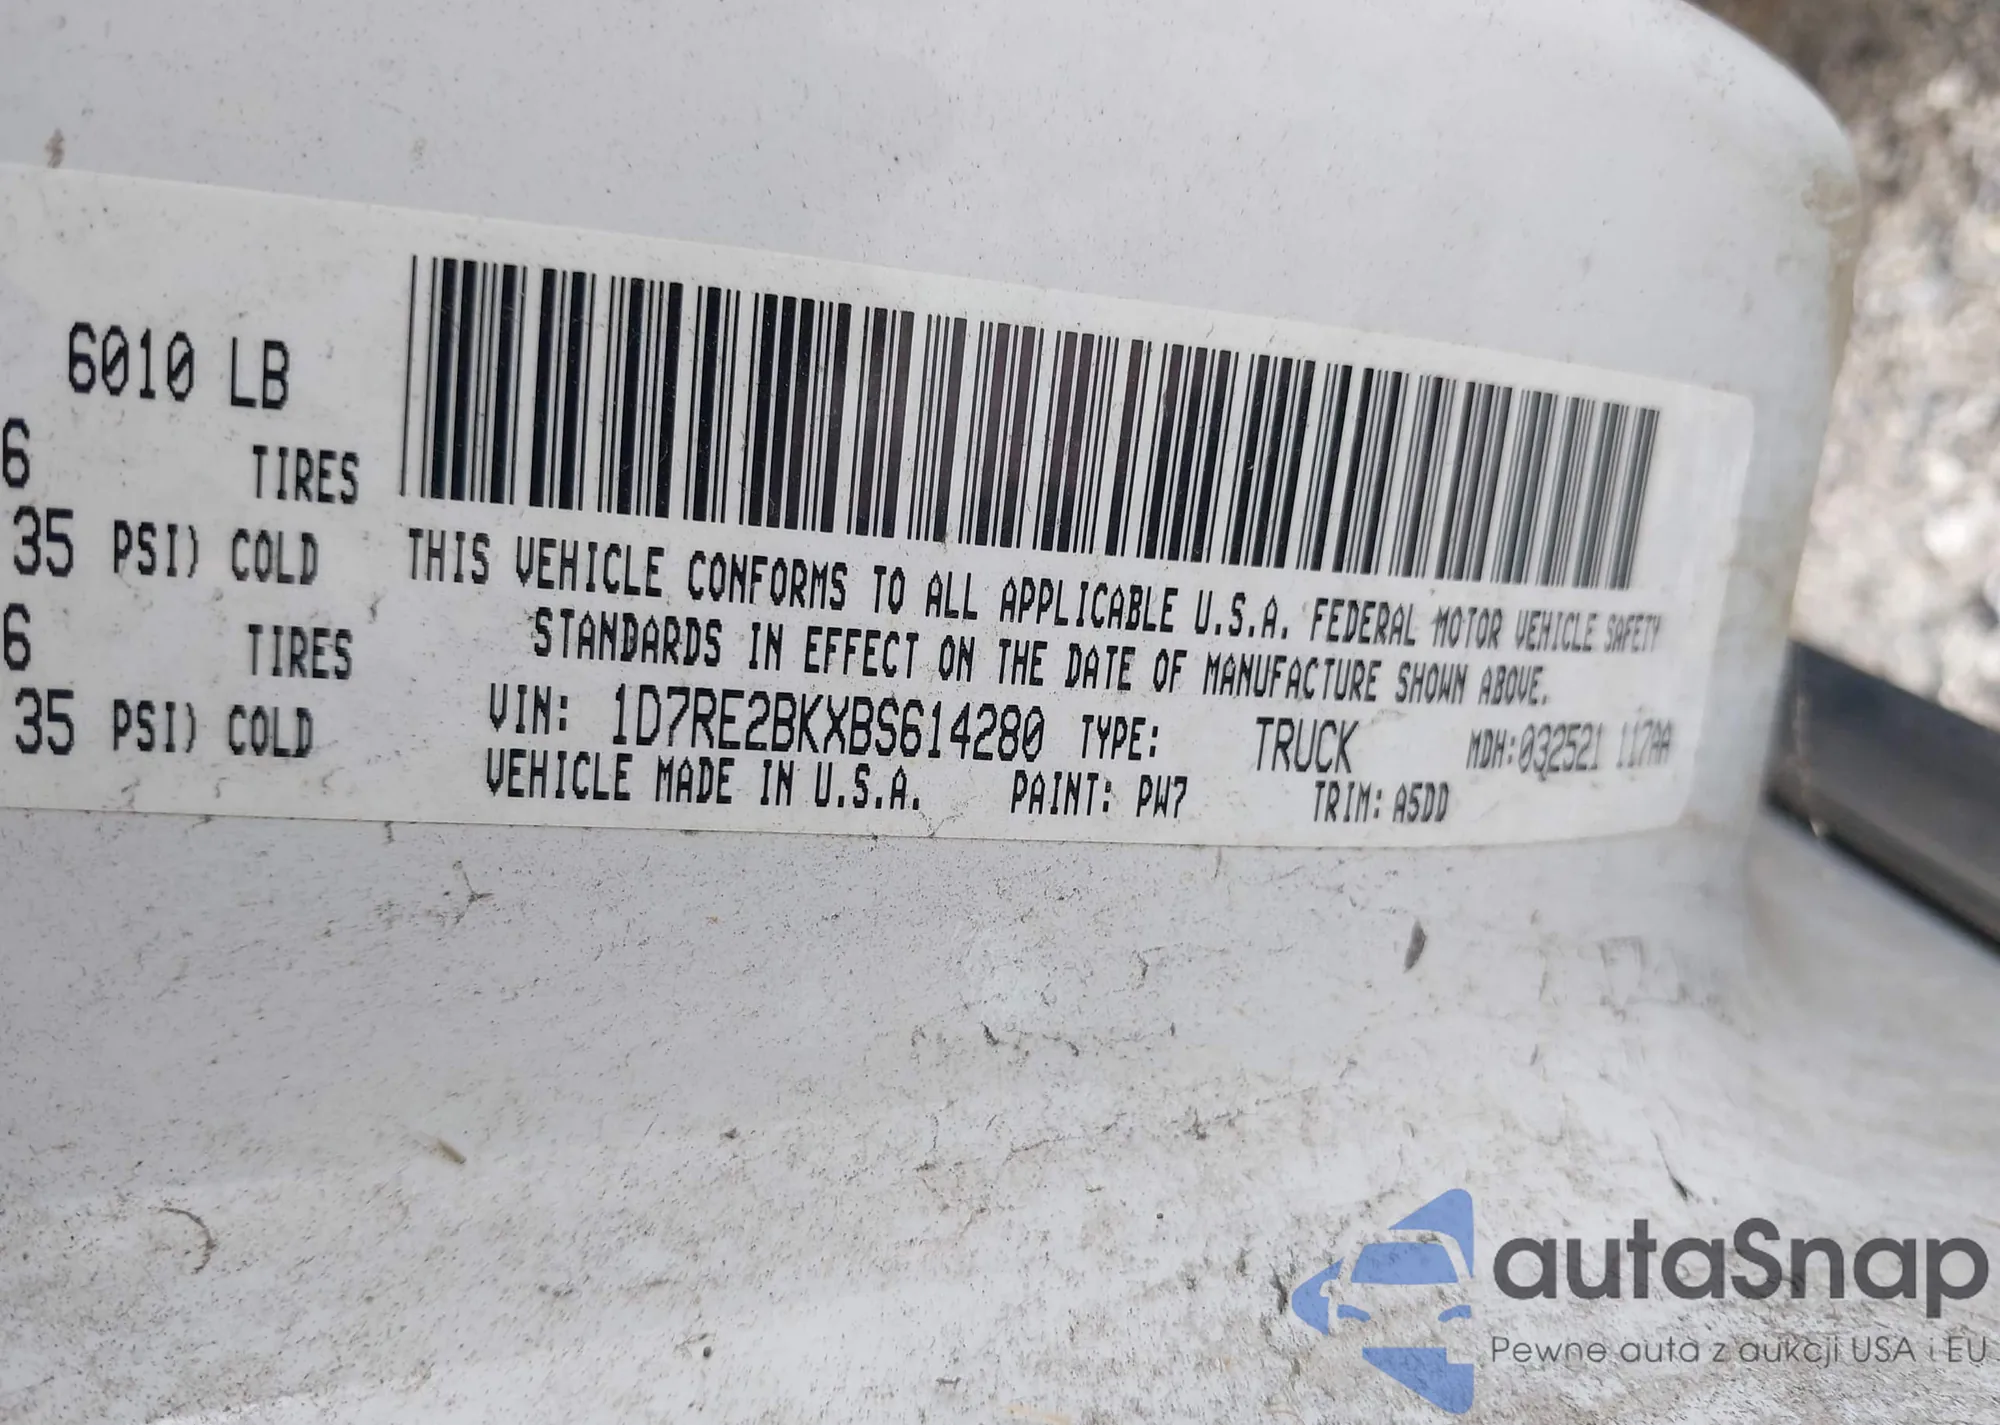 6010 LB
6 TIRES
35 PSI) COLD
6 TIRES
35 PSI) COLD
THIS VEHICLE CONFORMS TO ALL APPLICABLE U.S.A. FEDERAL MOTOR VEHICLE SAFETY
STANDARDS IN EFFECT ON THE DATE OF MANUFACTURE SHOWN ABOVE.
VIN: 1D7RE2BKXBS614280 TYPE: TRUCK MDH:032521 117AA
VEHICLE MADE IN U.S.A. PAINT: PW7 TRIM: A5DD
autoSnap
Pewne auta z aukcji USA i EU